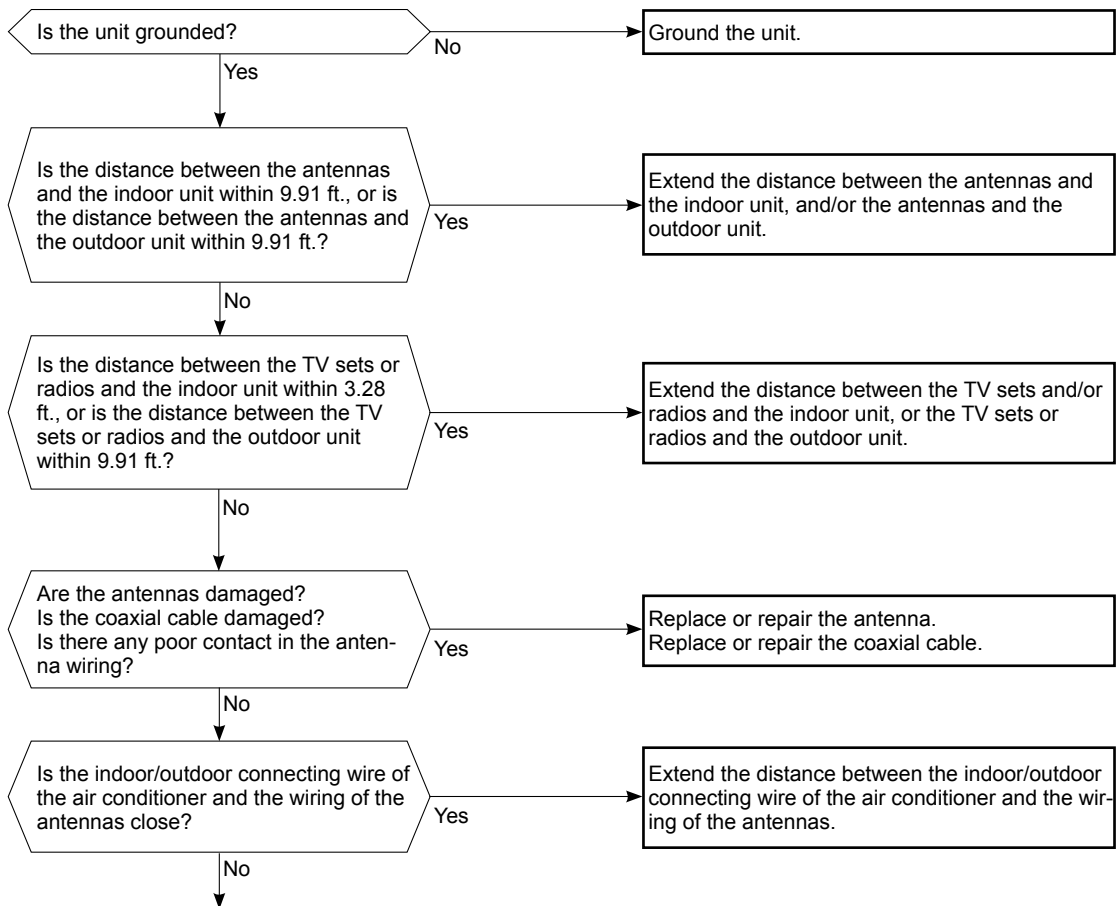 Is the unit grounded?
No
Ground the unit.
Yes
Is the distance between the antennas
and the indoor unit within 9.91 ft., or is
the distance between the antennas and
the outdoor unit within 9.91 ft.?
Yes
Extend the distance between the antennas and
the indoor unit, and/or the antennas and the
outdoor unit.
No
Is the distance between the TV sets or
radios and the indoor unit within 3.28
ft., or is the distance between the TV
sets or radios and the outdoor unit
within 9.91 ft.?
Yes
Extend the distance between the TV sets and/or
radios and the indoor unit, or the TV sets or
radios and the outdoor unit.
No
Are the antennas damaged?
Is the coaxial cable damaged?
Is there any poor contact in the anten-
na wiring?
Yes
Replace or repair the antenna.
Replace or repair the coaxial cable.
No
Is the indoor/outdoor connecting wire of
the air conditioner and the wiring of the
antennas close?
Yes
Extend the distance between the indoor/outdoor
connecting wire of the air conditioner and the wir-
ing of the antennas.
No